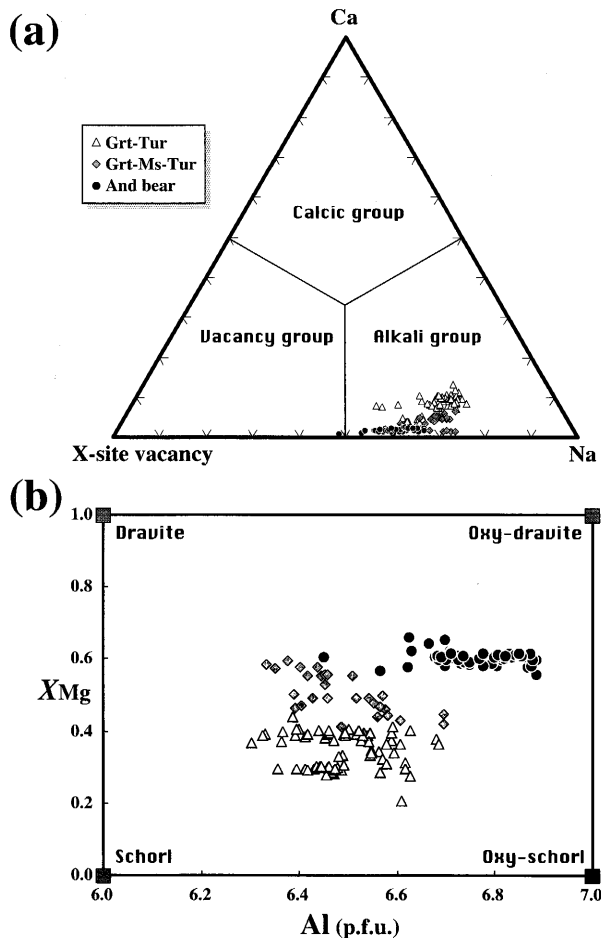 (a)
Ca
Grt-Tur
Grt-Ms-Tur
And bear
Calcic group
Vacancy group
Alkali group
X-site vacancy
Na
(b)
1.0
Dravite
Oxy-dravite
0.8
0.6
XMg
0.4
0.2
Schorl
Oxy-schorl
0.0
6.0
6.2
6.4
6.6
6.8
7.0
Al (p.f.u.)